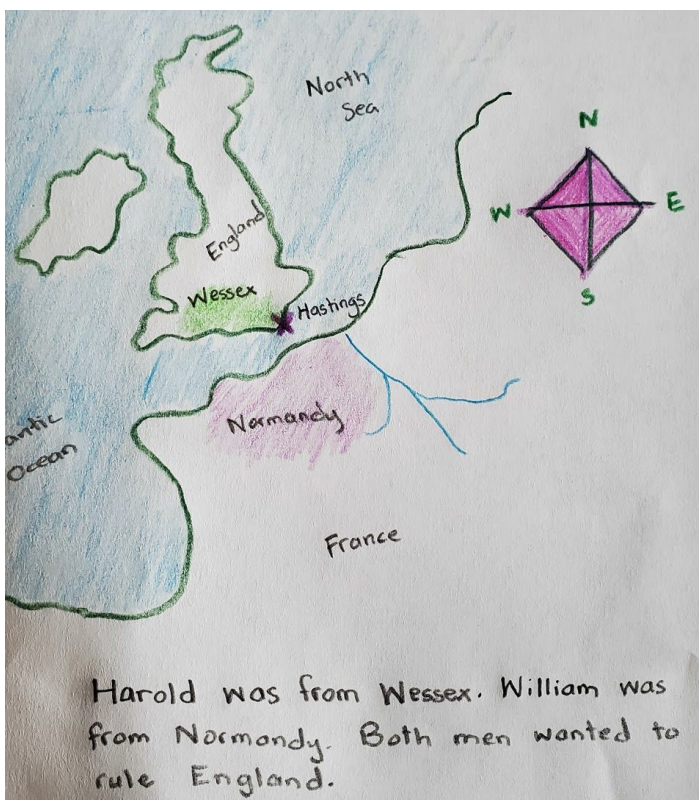 North
Sea
N
W
E
S
England
Wessex
Hastings
Normandy
antic
Ocean
France
Harold was from Wessex. William was
from Normandy. Both men wanted to
rule England.